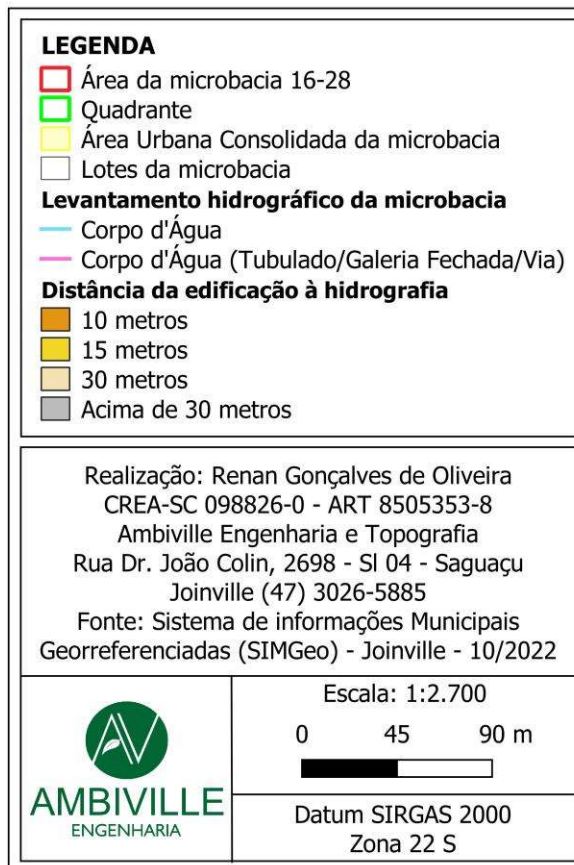 LEGENDA
Área da microbacia 16-28
Quadrante
Área Urbana Consolidada da microbacia
Lotes da microbacia
Levantamento hidrográfico da microbacia
Corpo d'Água
Corpo d'Água (Tubulado/Galeria Fechada/Via)
Distância da edificação à hidrografia
10 metros
15 metros
30 metros
Acima de 30 metros
Realização: Renan Gonçalves de Oliveira
CREA-SC 098826-0 - ART 8505353-8
Ambiville Engenharia e Topografia
Rua Dr. João Colin, 2698 - Sl 04 - Saguaçu
Joinville (47) 3026-5885
Fonte: Sistema de informações Municipais
Georreferenciadas (SIMGeo) - Joinville - 10/2022
AMBIVILLE
ENGENHARIA
Escala: 1:2.700
0 45 90 m
Datum SIRGAS 2000
Zona 22 S